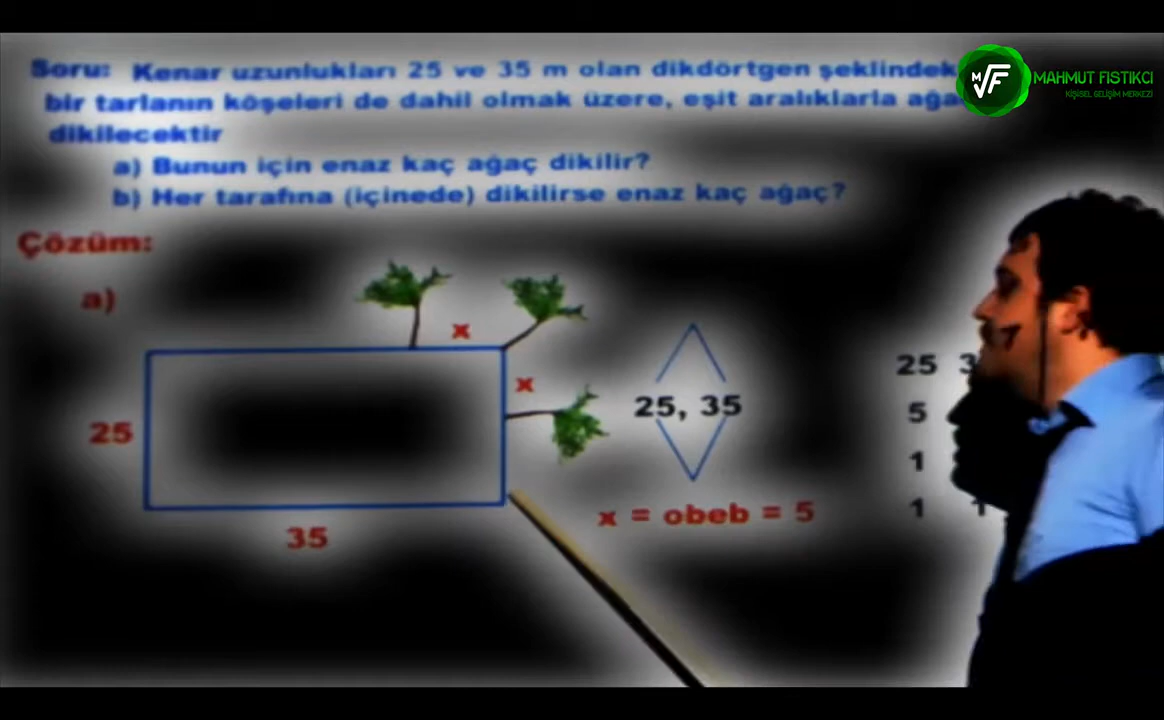 Soru: Kenar uzunlukları 25 ve 35 m olan dikdörtgen şeklindek
bir tarlanın köşeleri de dahil olmak üzere, eşit aralıklarla ağa
dikilecektir
a) Bunun için enaz kaç ağaç dikilir?
b) Her tarafına (içinede) dikilirse enaz kaç ağaç?
MAHMUT FISTIKCI
KİŞİSEL GELİŞİM MERKEZİ
Çözüm:
a)
x
x
25
35
25, 35
x = obeb = 5
25 3
5
1
1 1